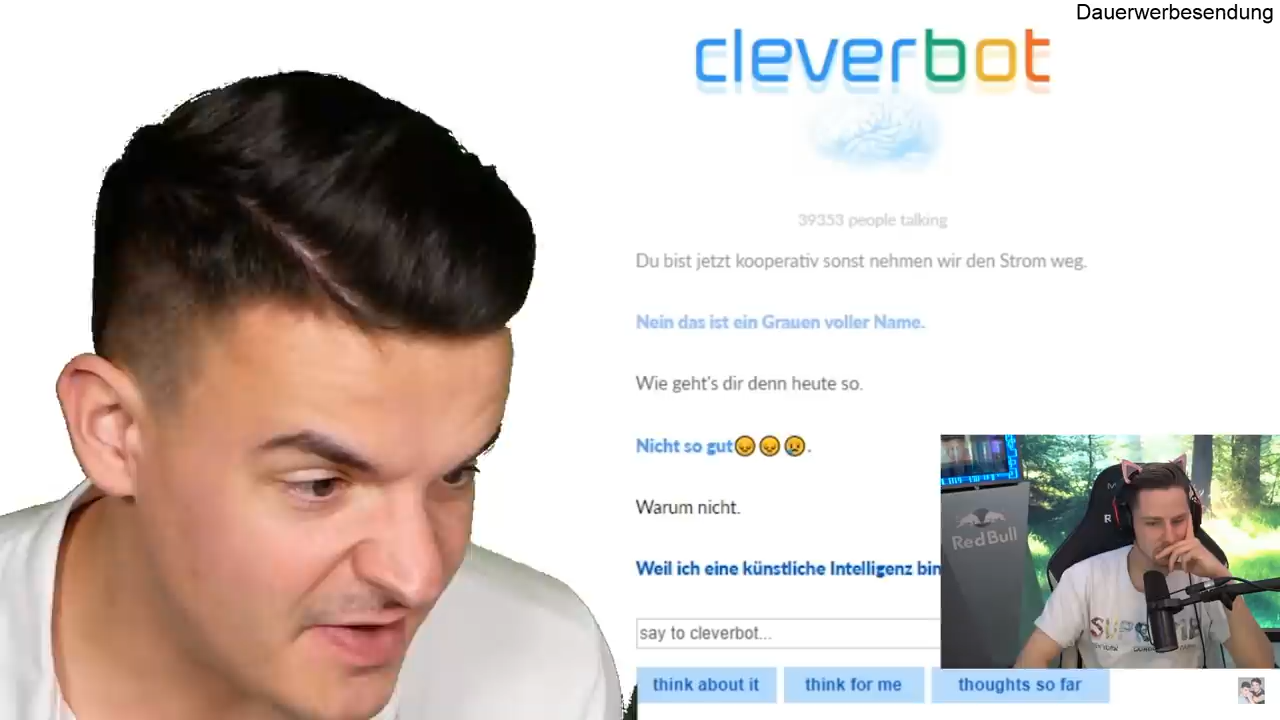 Dauerwerbesendung
cleverbot
39353 people talking
Du bist jetzt kooperativ sonst nehmen wir den Strom weg.
Nein das ist ein Grauen voller Name.
Wie geht's dir denn heute so.
Nicht so gut😞😞😢.
Warum nicht.
Weil ich eine künstliche Intelligenz bin
say to cleverbot...
think about it
think for me
thoughts so far
Red Bull
SUPREME